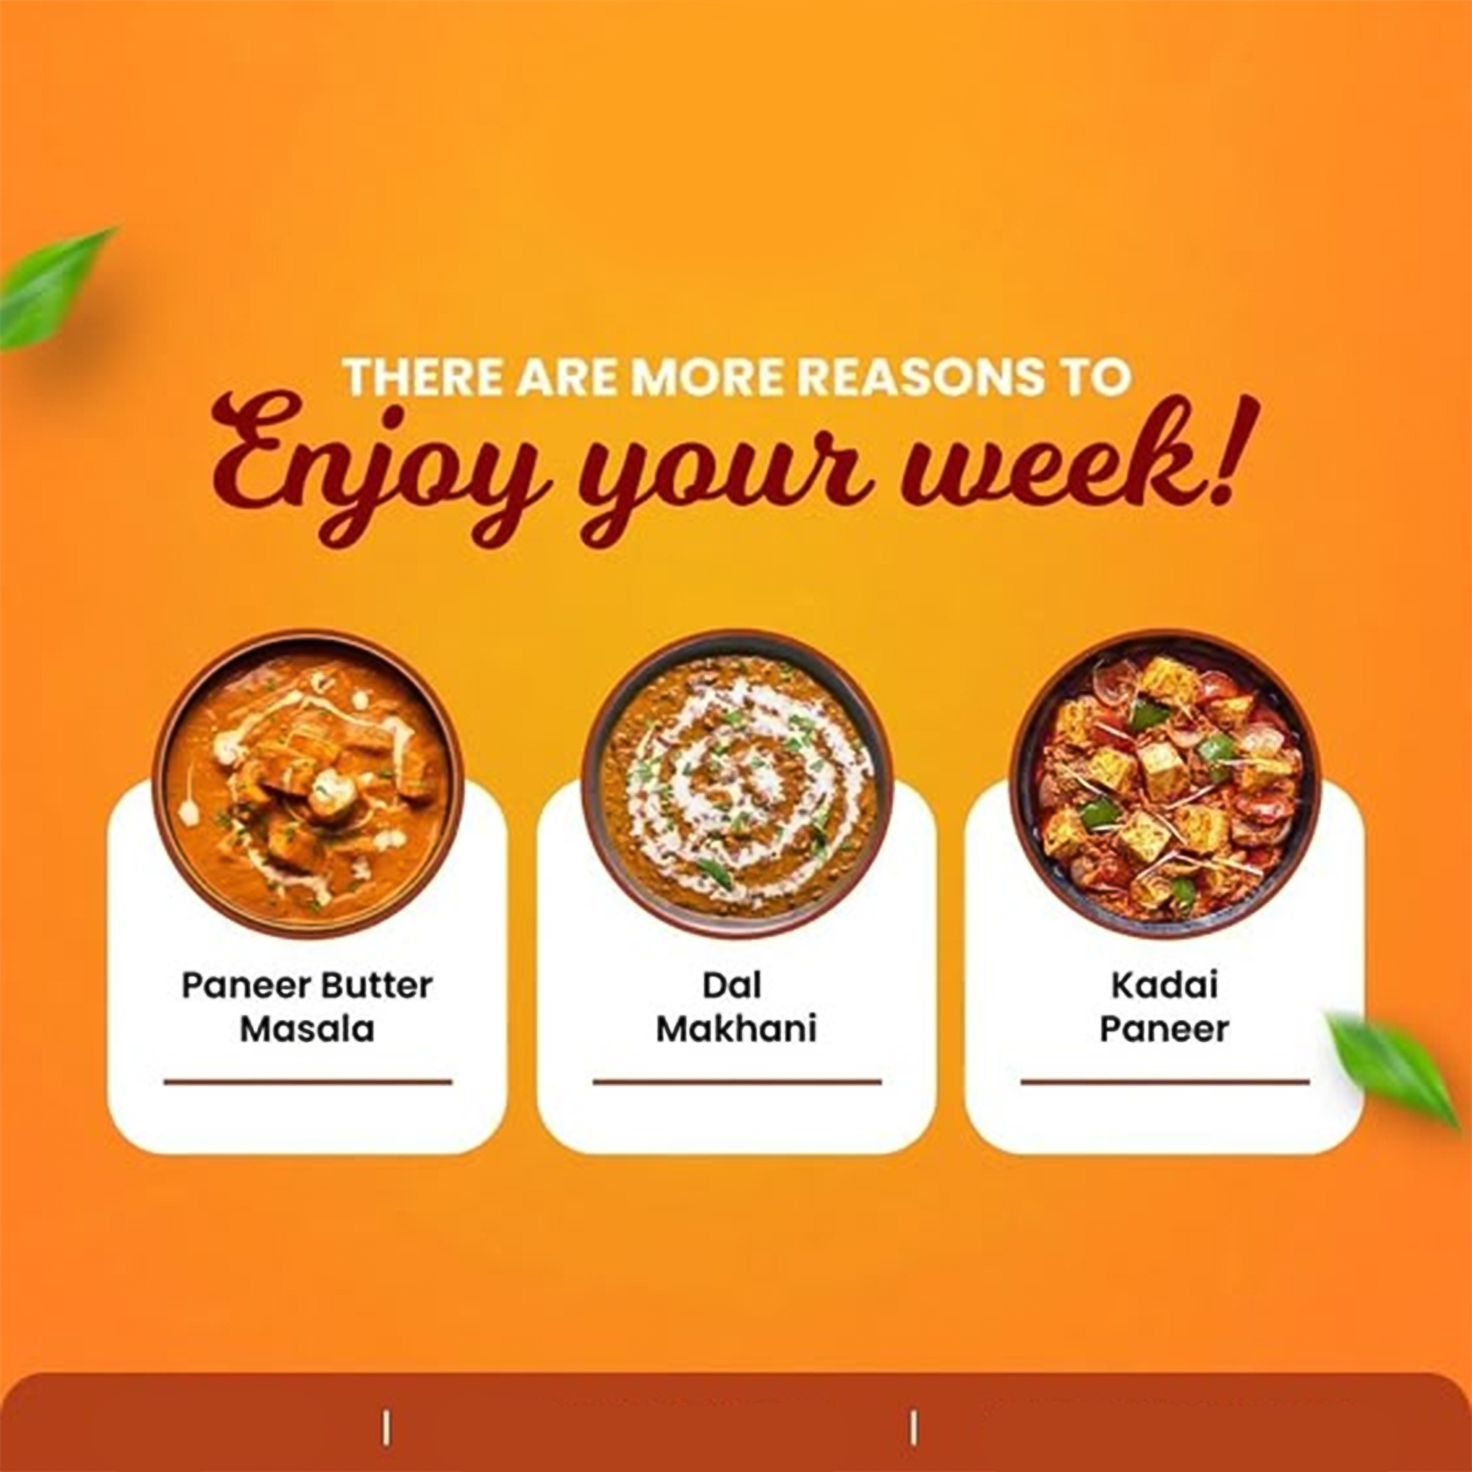 THERE ARE MORE REASONS TO
Enjoy your week!
Paneer Butter
Masala
Dal
Makhani
Kadai
Paneer